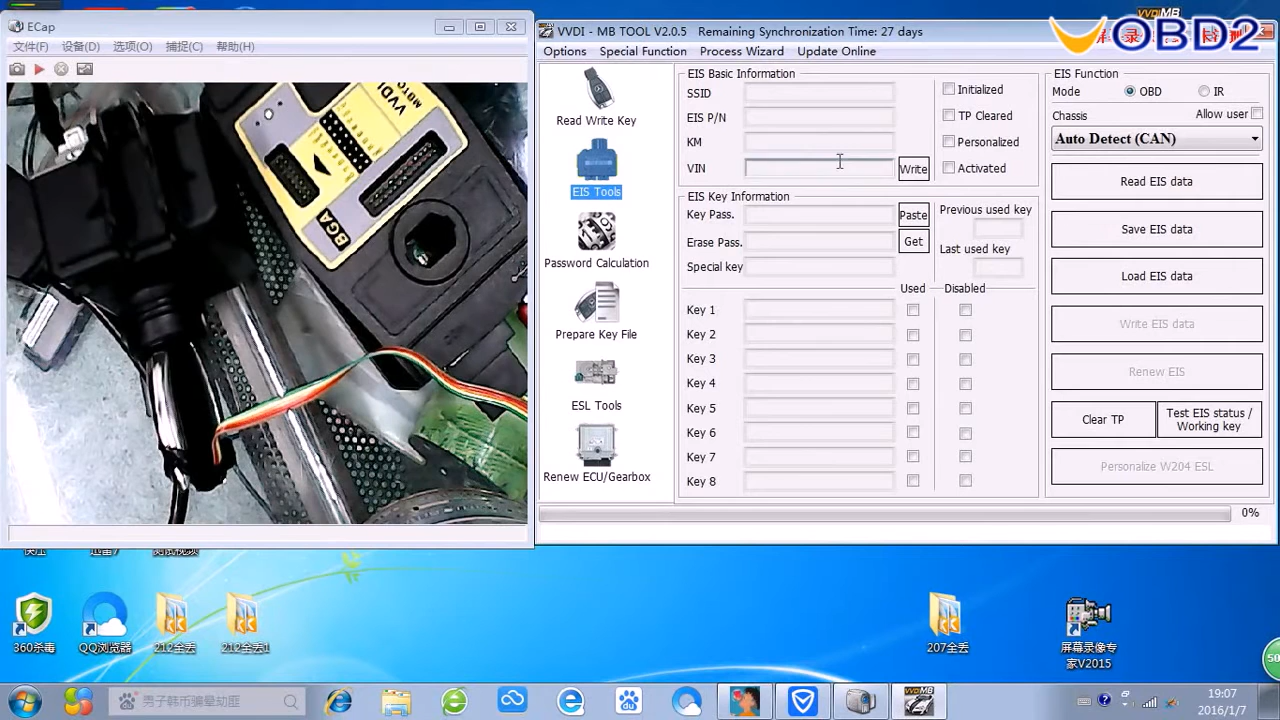 ECap
文件(F) 设备(D) 选项(O) 捕捉(C) 帮助(H)
VVDI
BGA
VVDI - MB TOOL V2.0.5 Remaining Synchronization Time: 27 days
OBD2
Options Special Function Process Wizard Update Online
Read Write Key
EIS Tools
Password Calculation
Prepare Key File
ESL Tools
Renew ECU/Gearbox
EIS Basic Information
SSID
EIS P/N
KM
VIN
Write
Initialized
TP Cleared
Personalized
Activated
EIS Key Information
Key Pass.
Paste
Erase Pass.
Get
Special key
Previous used key
Last used key
Used Disabled
Key 1
Key 2
Key 3
Key 4
Key 5
Key 6
Key 7
Key 8
EIS Function
Mode OBD IR
Chassis Allow user
Auto Detect (CAN)
Read EIS data
Save EIS data
Load EIS data
Write EIS data
Renew EIS
Clear TP
Test EIS status /
Working key
Personalize W204 ESL
0%
360杀毒
QQ浏览器
212全丢
212全丢1
207全丢
屏幕录像专
家V2015
50
男子韩币骗晕劫匪
19:07
2016/1/7